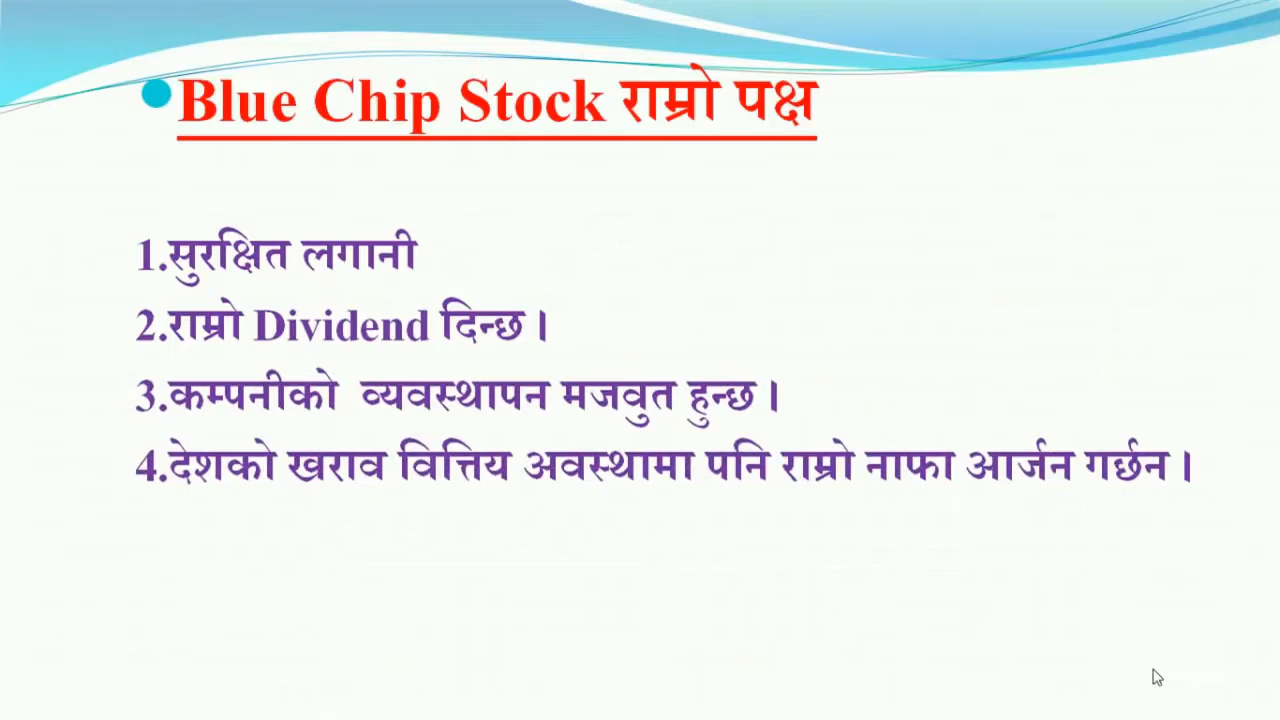 Blue Chip Stock राम्रो पक्ष
1.सुरक्षित लगानी
2.राम्रो Dividend दिन्छ ।
3.कम्पनीको व्यवस्थापन मजवुत हुन्छ ।
4.देशको खराव वित्तिय अवस्थामा पनि राम्रो नाफा आर्जन गर्छन ।